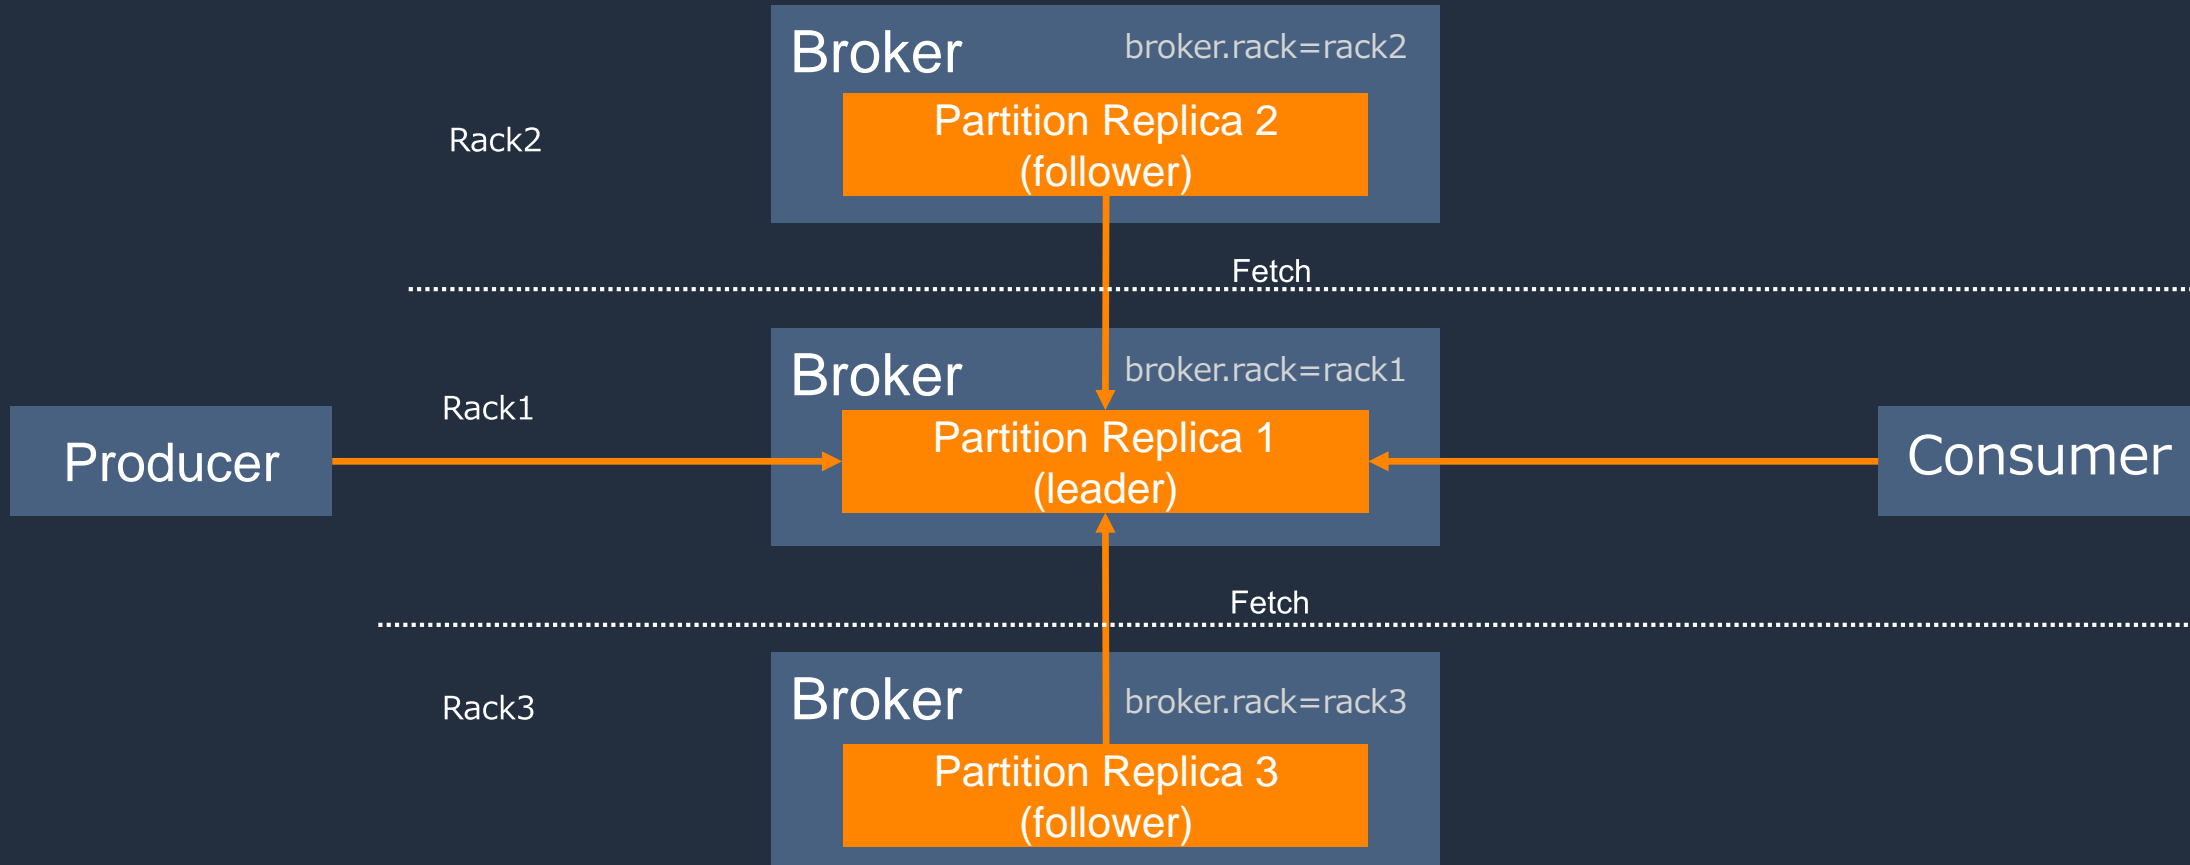 Broker
broker.rack=rack2
Partition Replica 2
(follower)
Rack2
Fetch
Broker
broker.rack=rack1
Rack1
Producer
Partition Replica 1
(leader)
Consumer
Fetch
Rack3
Broker
broker.rack=rack3
Partition Replica 3
(follower)